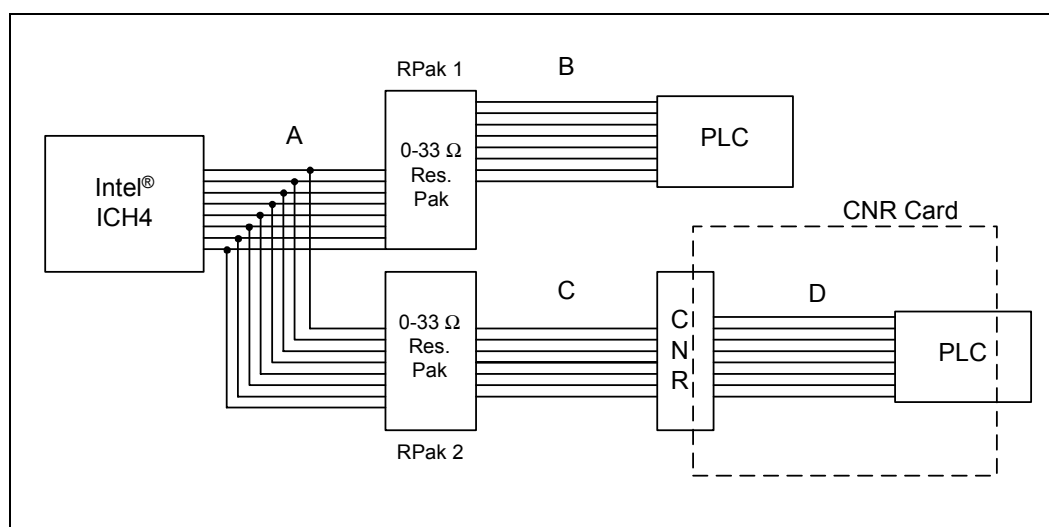 RPak 1
B
A
0-33 Ω
Res.
Pak
PLC
Intel®
ICH4
CNR Card
C
D
0-33 Ω
Res.
Pak
C
N
R
PLC
RPak 2